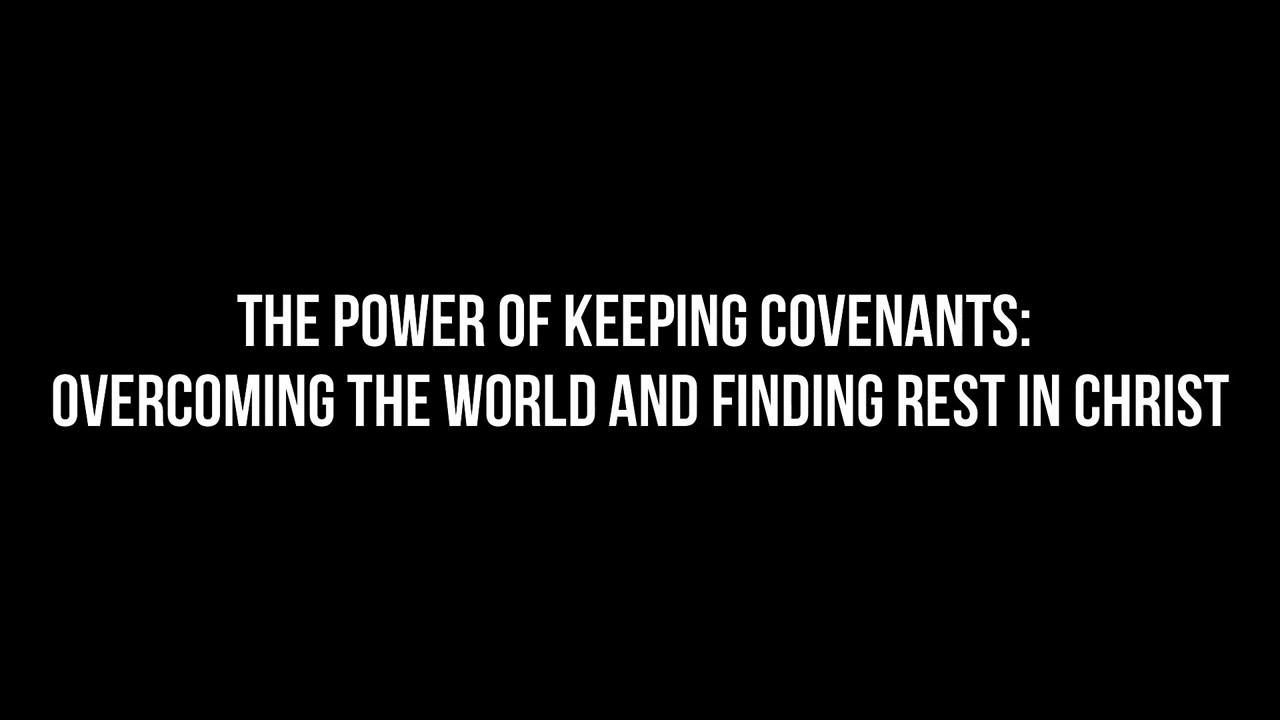 THE POWER OF KEEPING COVENANTS:
OVERCOMING THE WORLD AND FINDING REST IN CHRIST